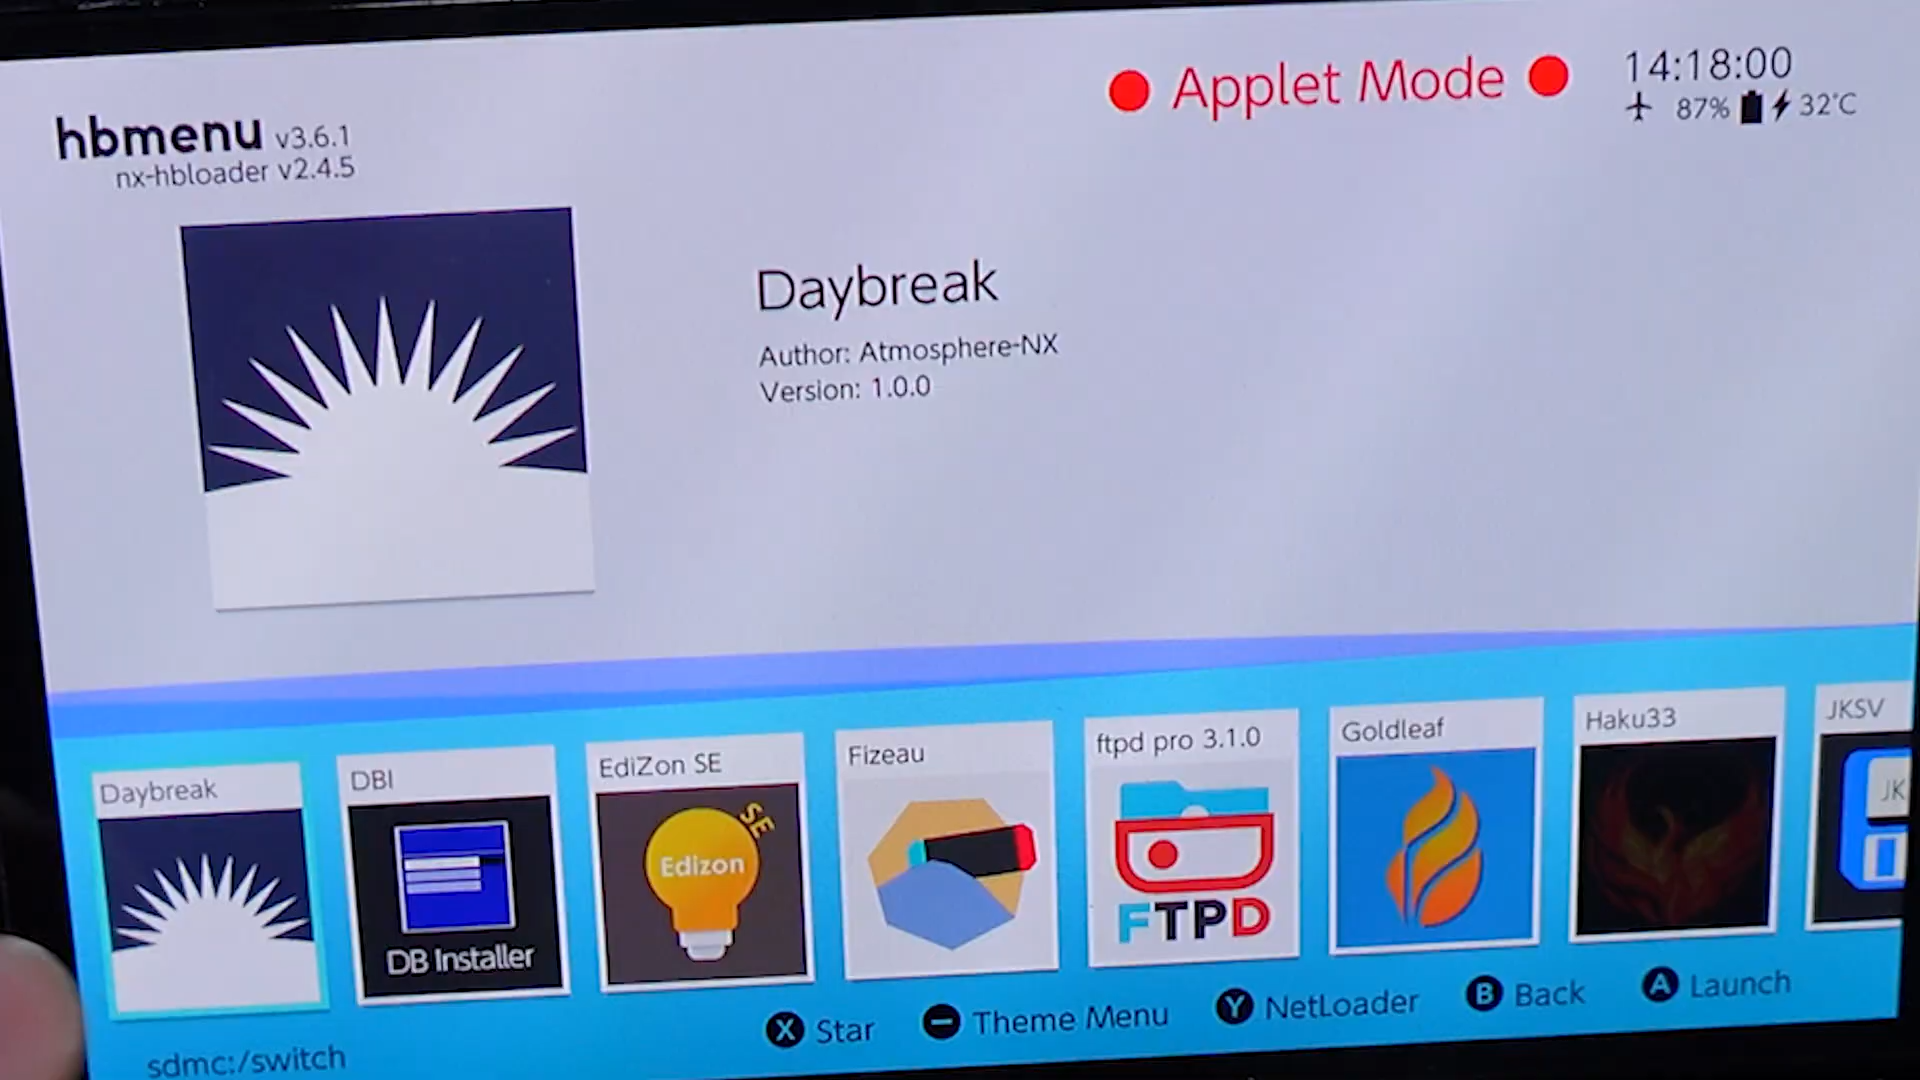 hbmenu v3.6.1
nx-hbloader v2.4.5
Applet Mode
14:18:00
87% 32°C
Daybreak
Author: Atmosphere-NX
Version: 1.0.0
Daybreak
DBI
DB Installer
EdiZon SE
Edizon
SE
Fizeau
ftpd pro 3.1.0
FTPD
Goldleaf
Haku33
JKSV
JK
X Star
Theme Menu
Y NetLoader
B Back
A Launch
sdmc:/switch